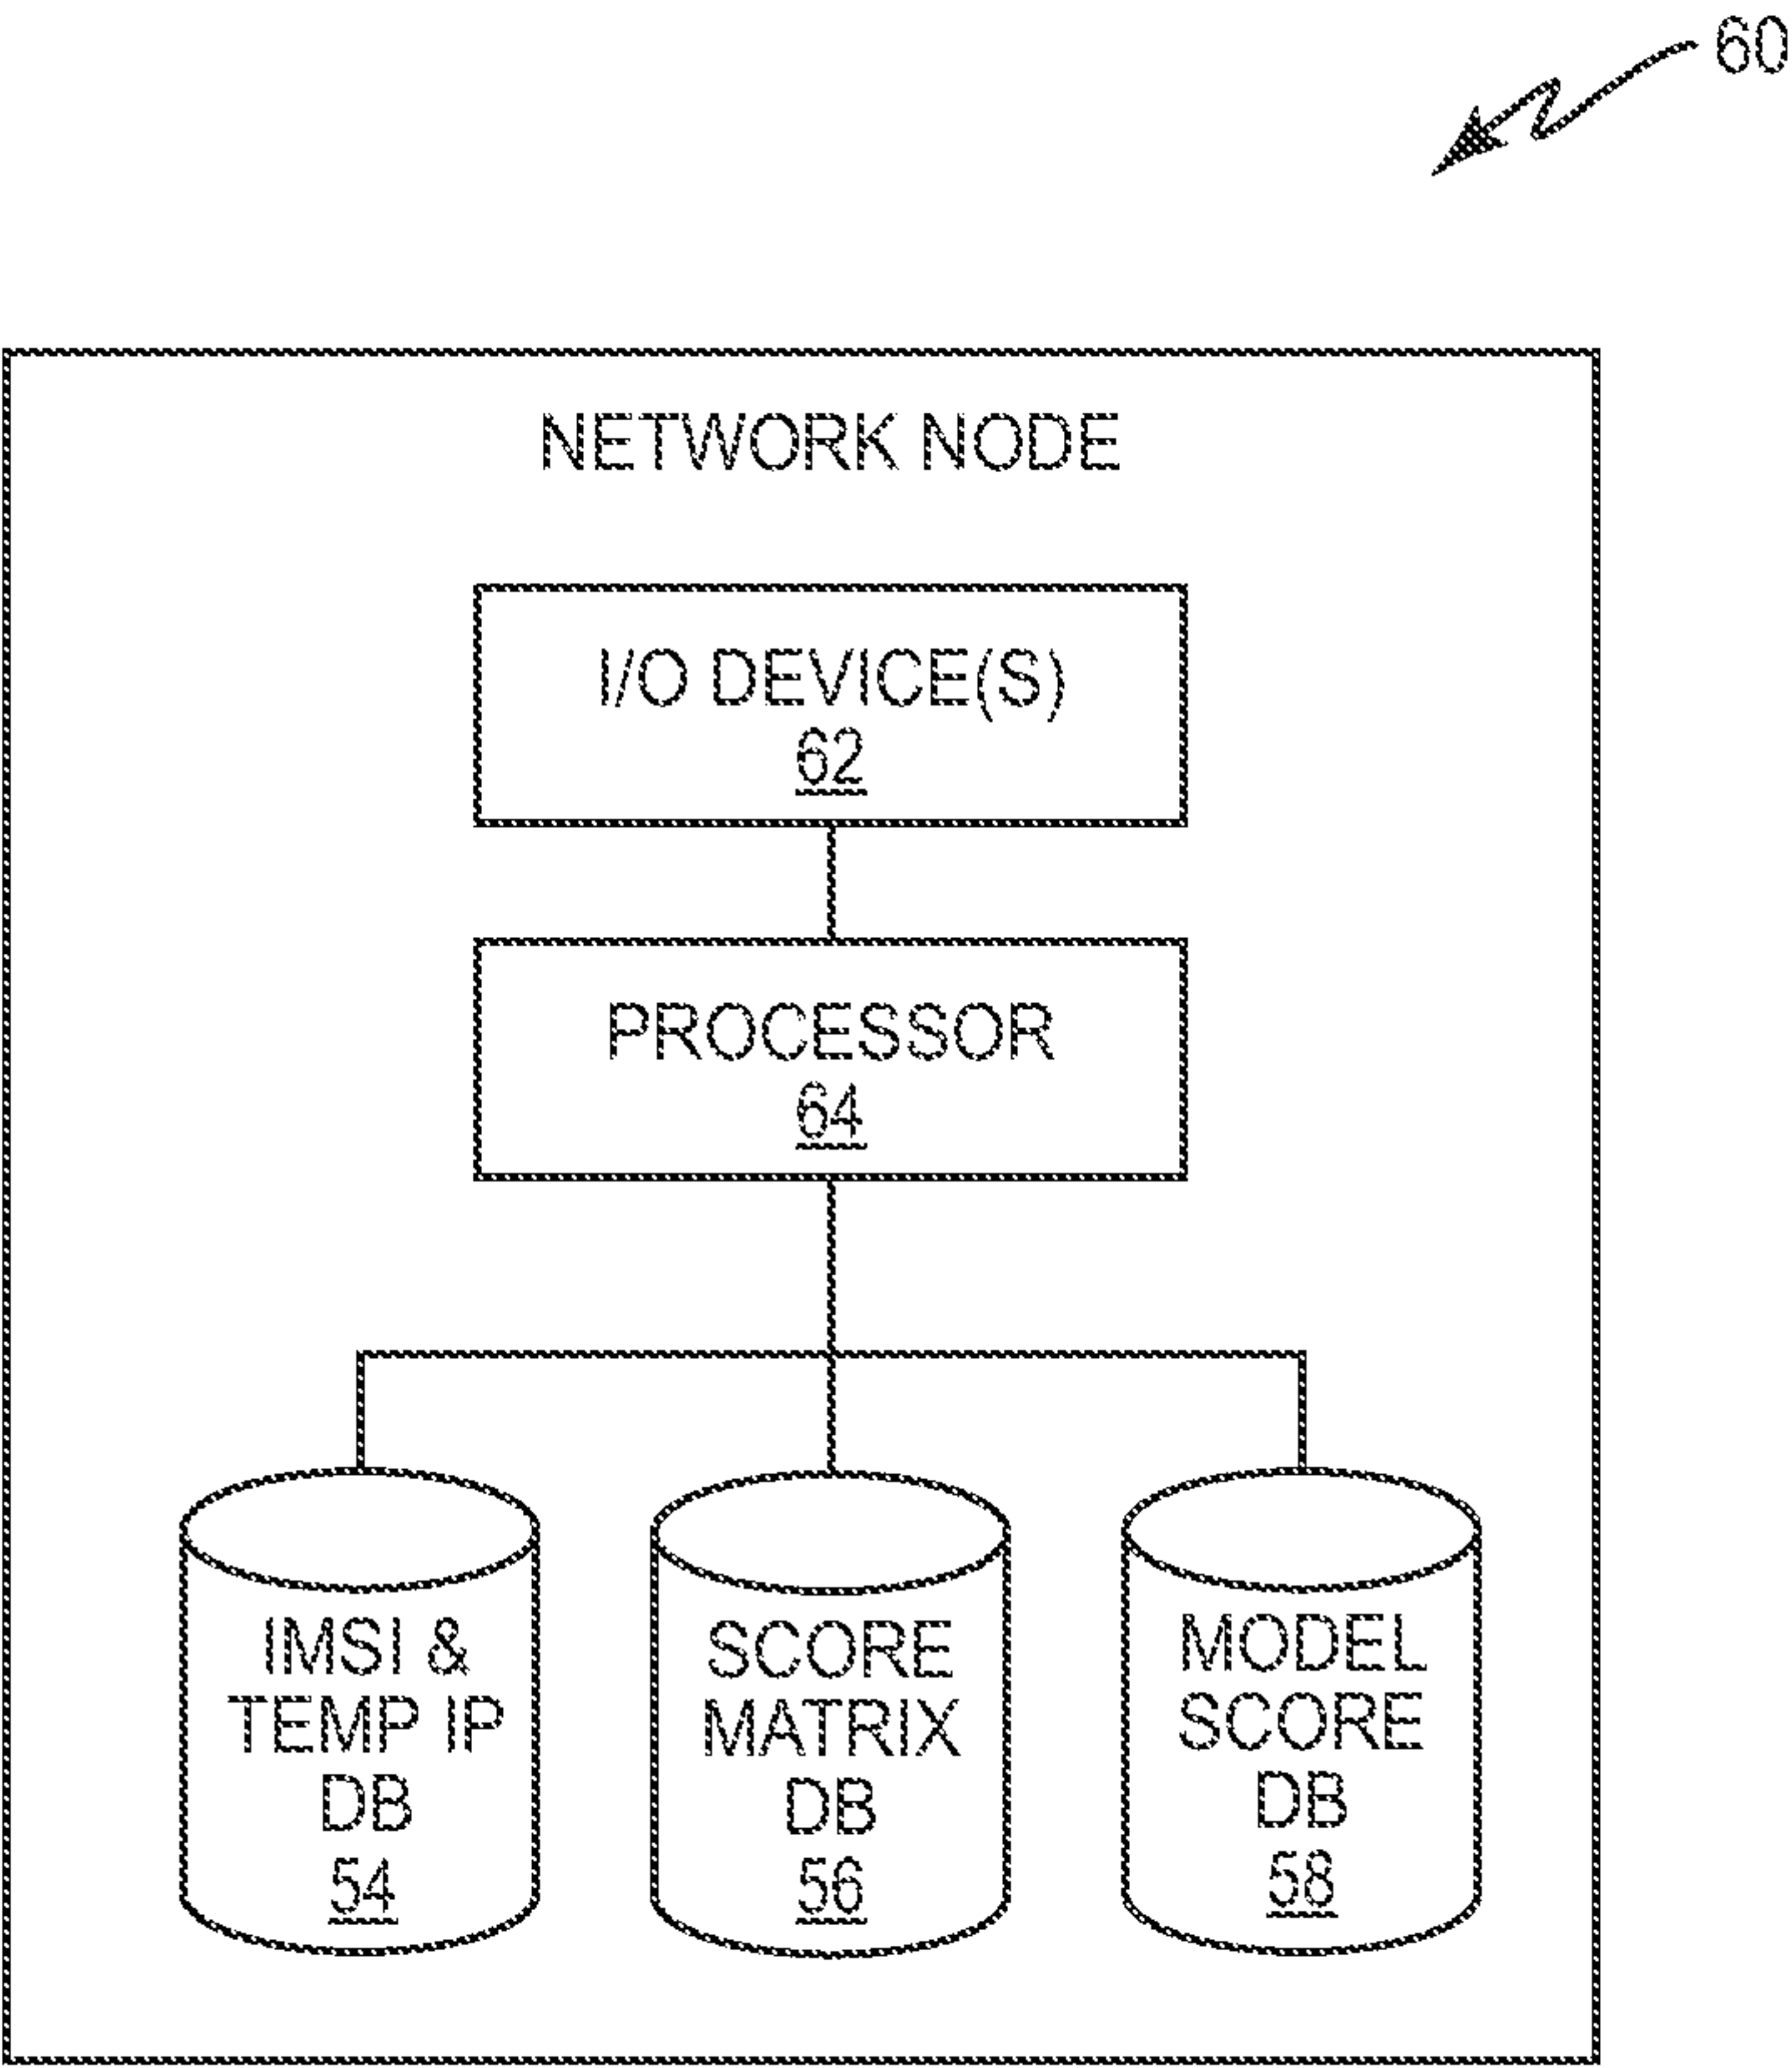 60
NETWORK NODE
I/O DEVICE(S)
62
PROCESSOR
64
IMSI &
TEMP IP
DB
54
SCORE
MATRIX
DB
56
MODEL
SCORE
DB
58